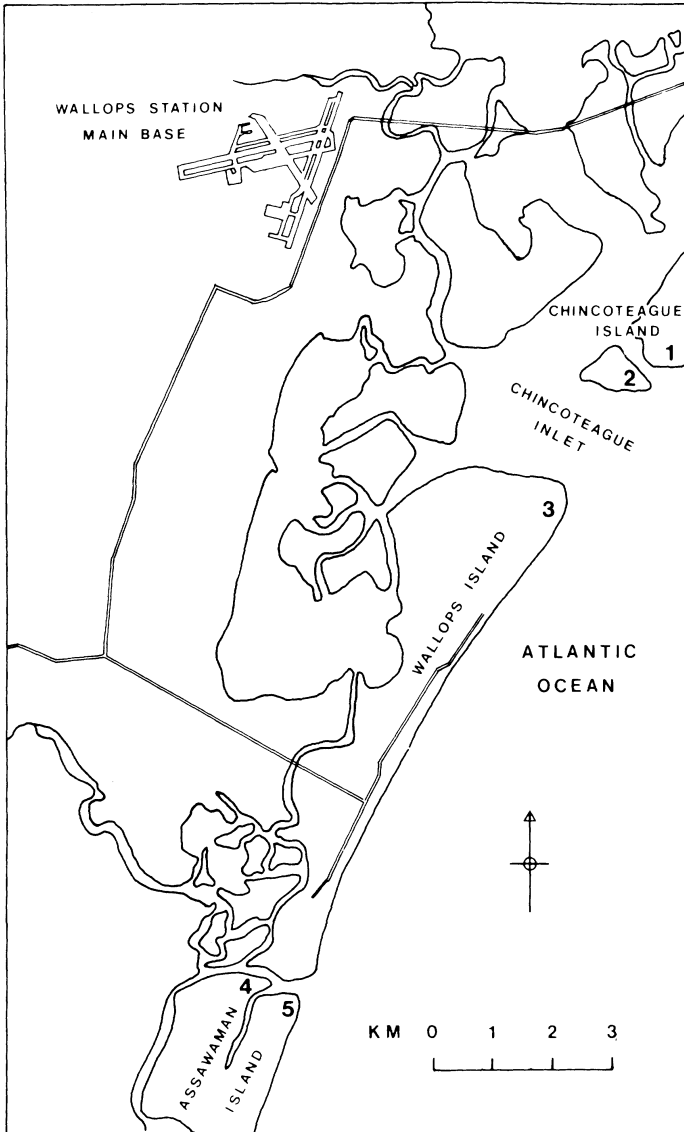 WALLOPS STATION
MAIN BASE
CHINCOTEAGUE
ISLAND
1
2
CHINCOTEAGUE
INLET
3
WALLOPS ISLAND
ATLANTIC
OCEAN
4
5
ASSAWAMAN
ISLAND
KM 0 1 2 3